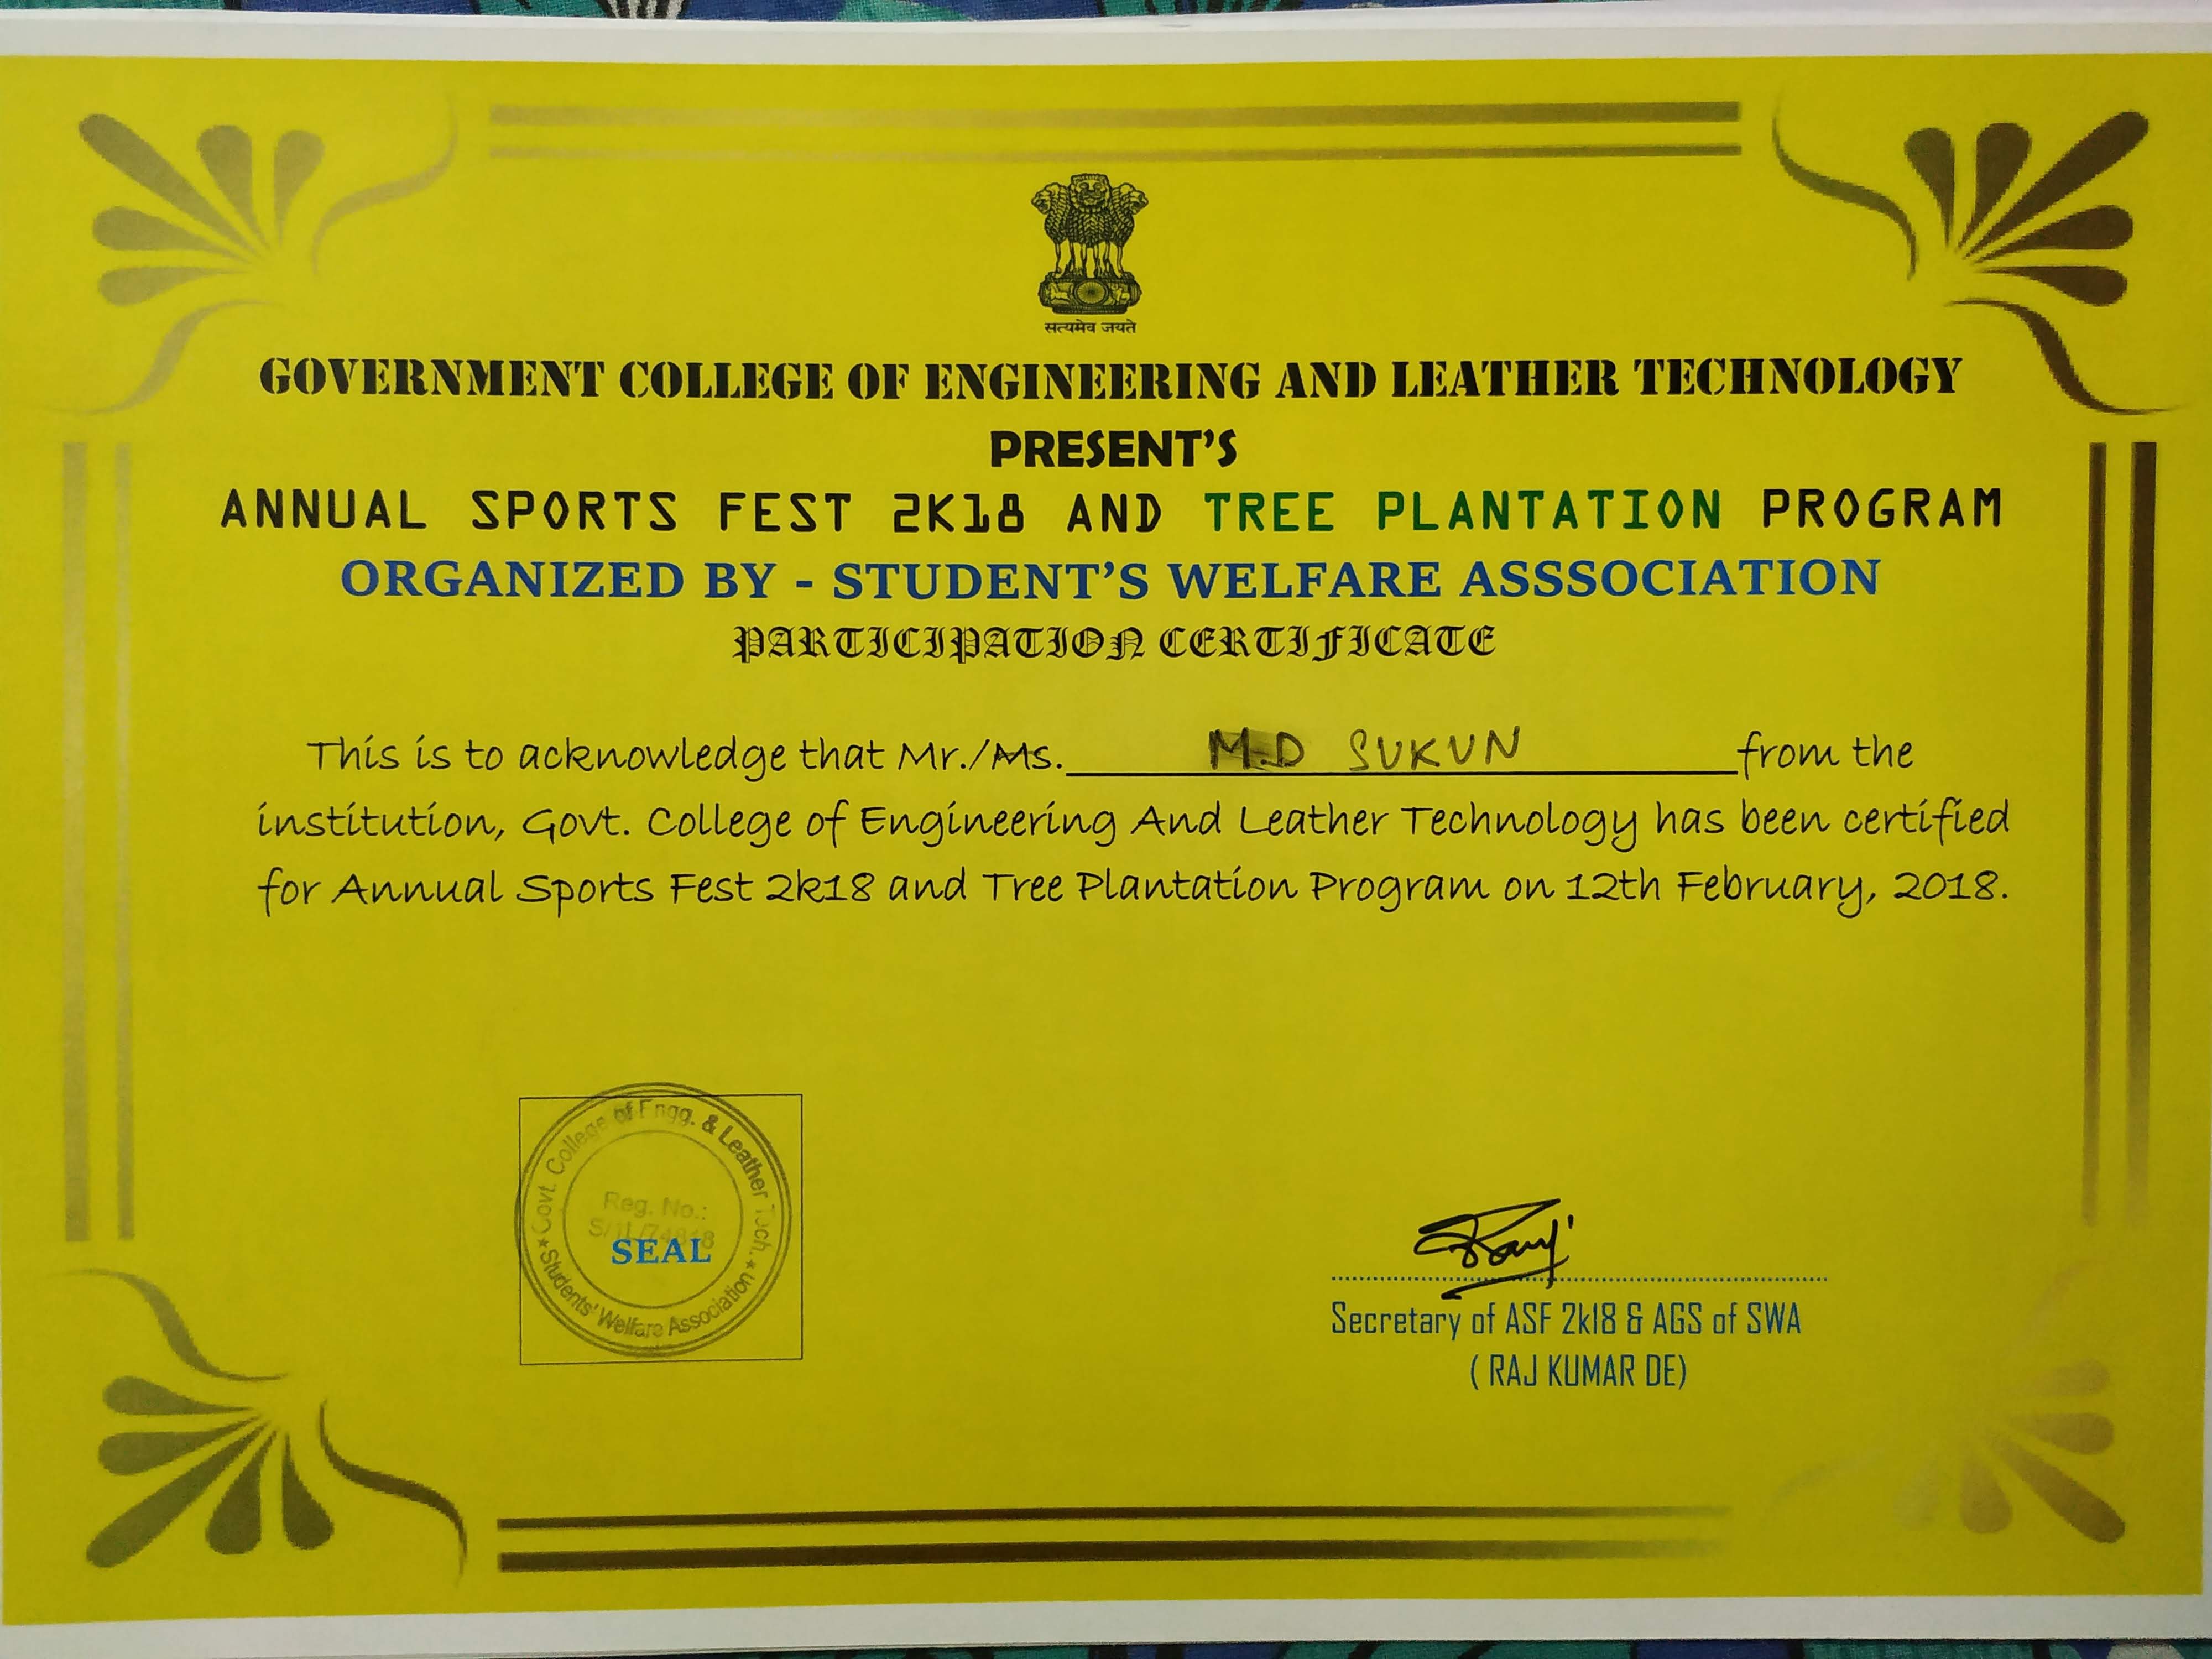 सत्यमेव जयते
GOVERNMENT COLLEGE OF ENGINEERING AND LEATHER TECHNOLOGY
PRESENT'S
ANNUAL SPORTS FEST 2K18 AND TREE PLANTATION PROGRAM
ORGANIZED BY - STUDENT'S WELFARE ASSSOCIATION
PARTICIPATION CERTIFICATE
This is to acknowledge that Mr./Ms. M.D SUKUN from the
institution, Govt. College of Engineering And Leather Technology has been certified
for Annual Sports Fest 2k18 and Tree Plantation Program on 12th February, 2018.
Govt. College of Engg. & Leather Tech.
Reg. No.:
SEAL
Students' Welfare Association
Secretary of ASF 2k18 & AGS of SWA
( RAJ KUMAR DE)